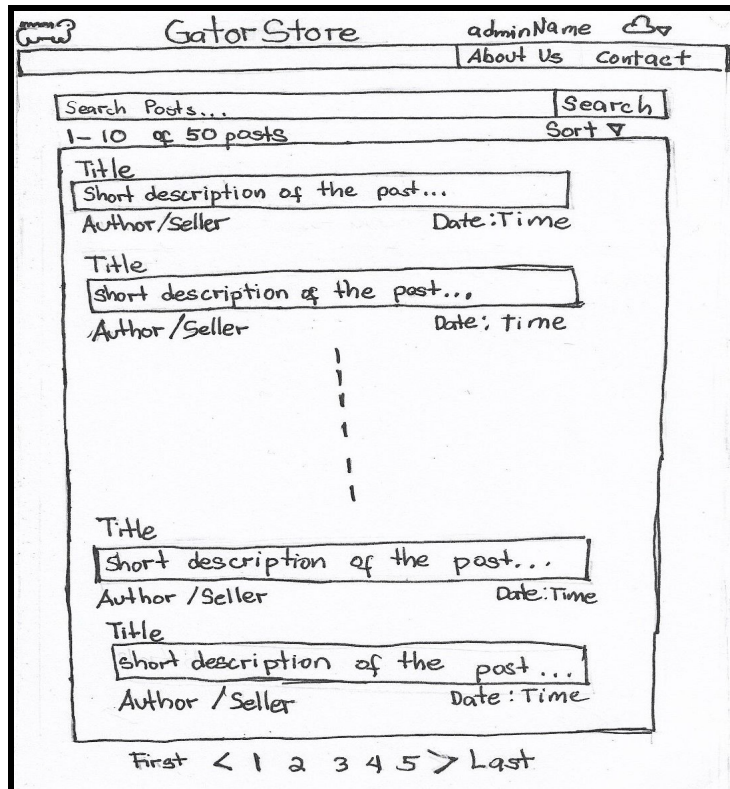 GatorStore adminName
About Us Contact
Search Posts... Search
1-10 of 50 posts Sort
Title
Short description of the post...
Author/Seller Date:Time
Title
Short description of the post...
Author/Seller Date: Time
Title
Short description of the post...
Author/Seller Date:Time
Title
Short description of the post...
Author/Seller Date:Time
First < 1 2 3 4 5 > Last